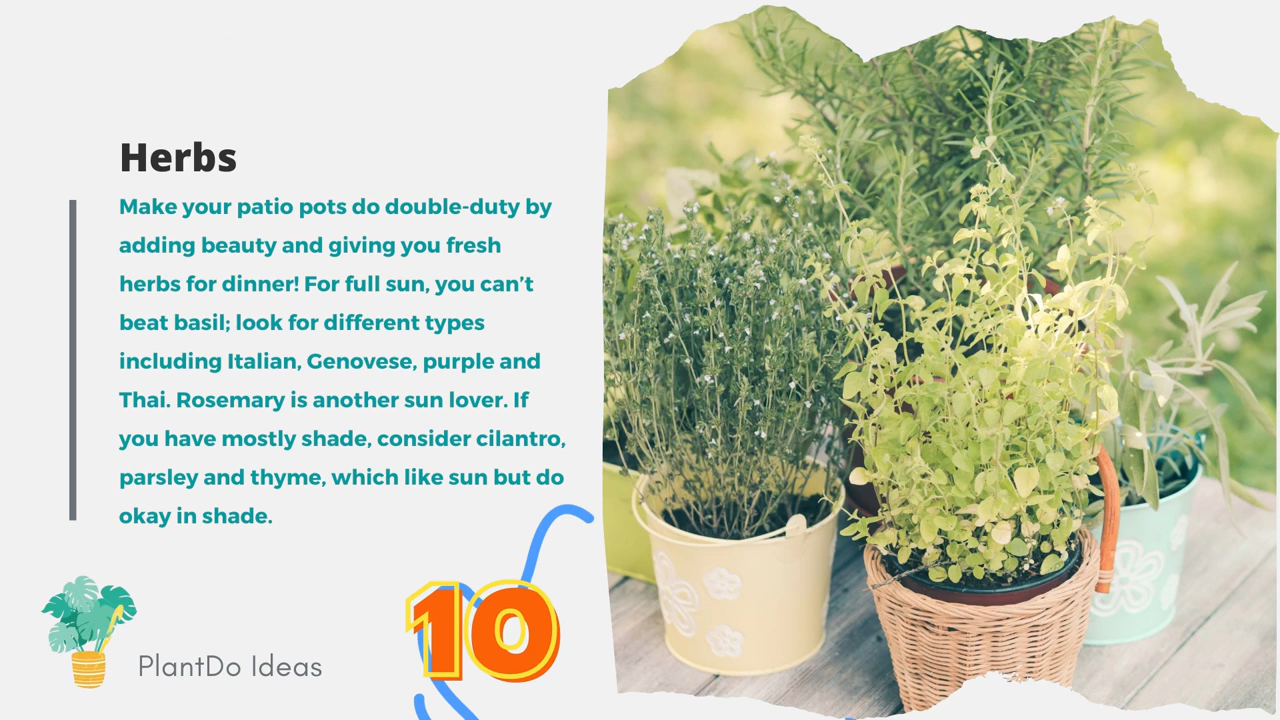 Herbs
Make your patio pots do double-duty by
adding beauty and giving you fresh
herbs for dinner! For full sun, you can’t
beat basil; look for different types
including Italian, Genovese, purple and
Thai. Rosemary is another sun lover. If
you have mostly shade, consider cilantro,
parsley and thyme, which like sun but do
okay in shade.
PlantDo Ideas
10